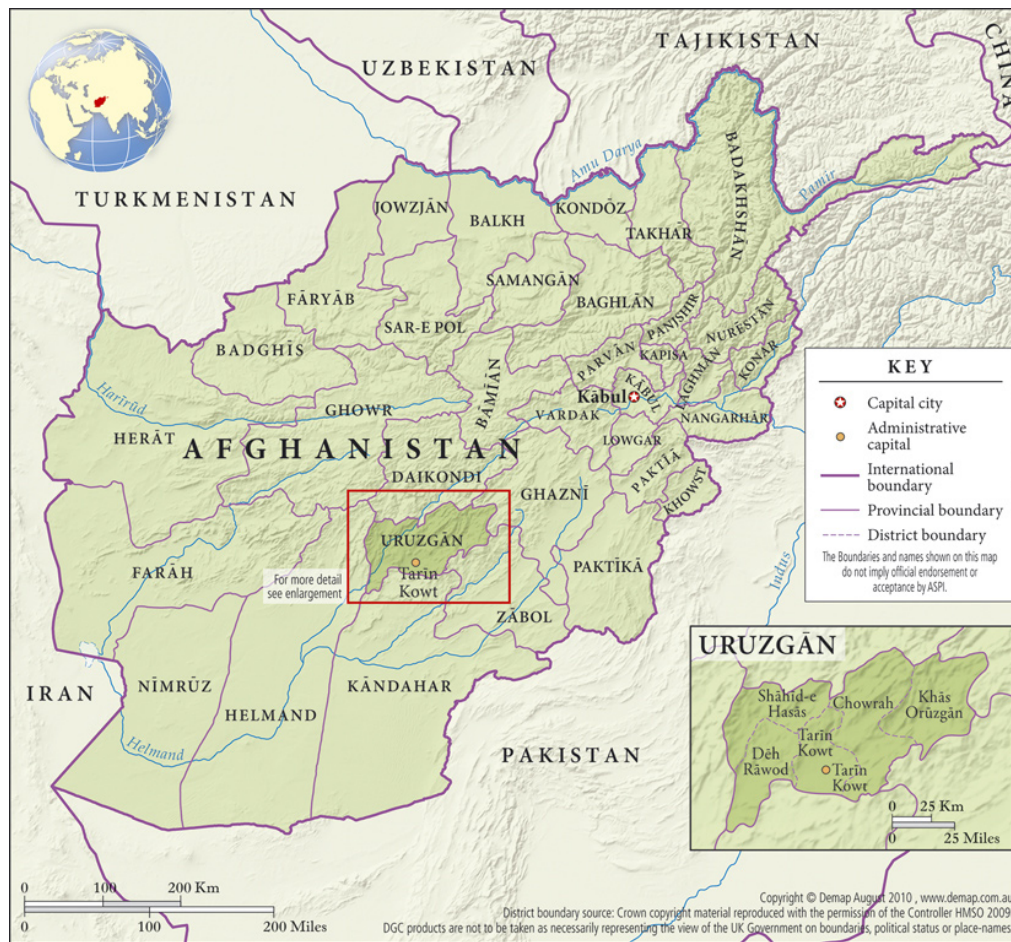 TAJIKISTAN
CHINA
UZBEKISTAN
Amu Darya
Pamir
TURKMENISTAN
BADAKHSHĀN
JOWZJĀN
BALKH
KONDŌZ
TAKHĀR
SAMANGĀN
FĀRYĀB
BAGHLĀN
PANJSHIR
NURESTĀN
SAR-E POL
BADGHĪS
PARVĀN
KAPISA
LAGHMĀN
KONAR
BĀMĪĀN
KĀBUL
Kābul
Harīrūd
GHOWR
VARDAK
NANGARHĀR
HERĀT
AFGHANISTAN
LOWGAR
PAKTĪĀ
KHOWST
DAIKONDI
GHAZNĪ
URUZGĀN
Tarīn
Kowt
FARĀH
For more detail
see enlargement
PAKTĪKĀ
ZĀBOL
Indus
IRAN
NĪMRŪZ
KĀNDAHAR
HELMAND
Helmand
PAKISTAN
KEY
Capital city
Administrative
capital
International
boundary
Provincial boundary
District boundary
The Boundaries and names shown on this map
do not imply official endorsement or
acceptance by ASPI.
URUZGĀN
Shāhīd-e
Hasās
Chowrah
Khās
Orūzgān
Tarīn
Kowt
Dēh
Rāwod
Tarīn
Kowt
0 25 Km
0 25 Miles
0 100 200 Km
0 100 200 Miles
Copyright © Demap August 2010 , www.demap.com.au
District boundary source: Crown copyright material reproduced with the permission of the Controller HMSO 2009
DGC products are not to be taken as necessarily representing the view of the UK Government on boundaries, political status or place-names